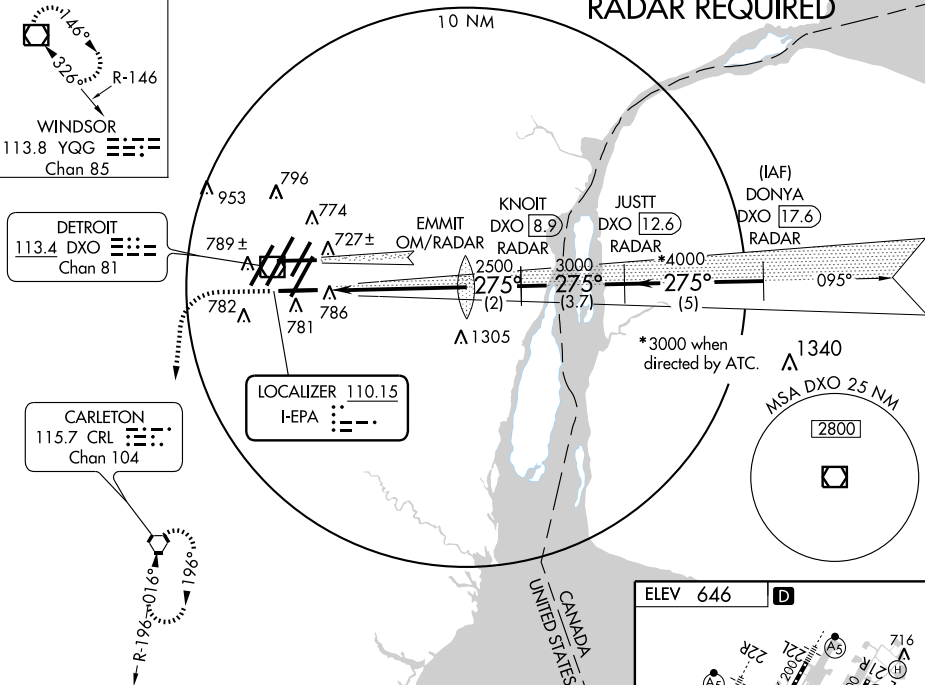 RADAR REQUIRED
10 NM
146°
326°
R-146
WINDSOR
113.8 YQG
Chan 85
953
796
774
727±
789±
782
781
786
DETROIT
113.4 DXO
Chan 81
EMMIT
OM/RADAR
KNOIT
DXO 8.9
RADAR
JUSTT
DXO 12.6
RADAR
(IAF)
DONYA
DXO 17.6
RADAR
2500
275°
(2)
3000
275°
(3.7)
*4000
275°
(5)
095°
1305
*3000 when
directed by ATC.
1340
LOCALIZER 110.15
I-EPA
MSA DXO 25 NM
2800
CARLETON
115.7 CRL
Chan 104
016°
196°
R-196
CANADA
UNITED STATES
ELEV 646
D
22R
22L
200
A5
A5
21R
716
H